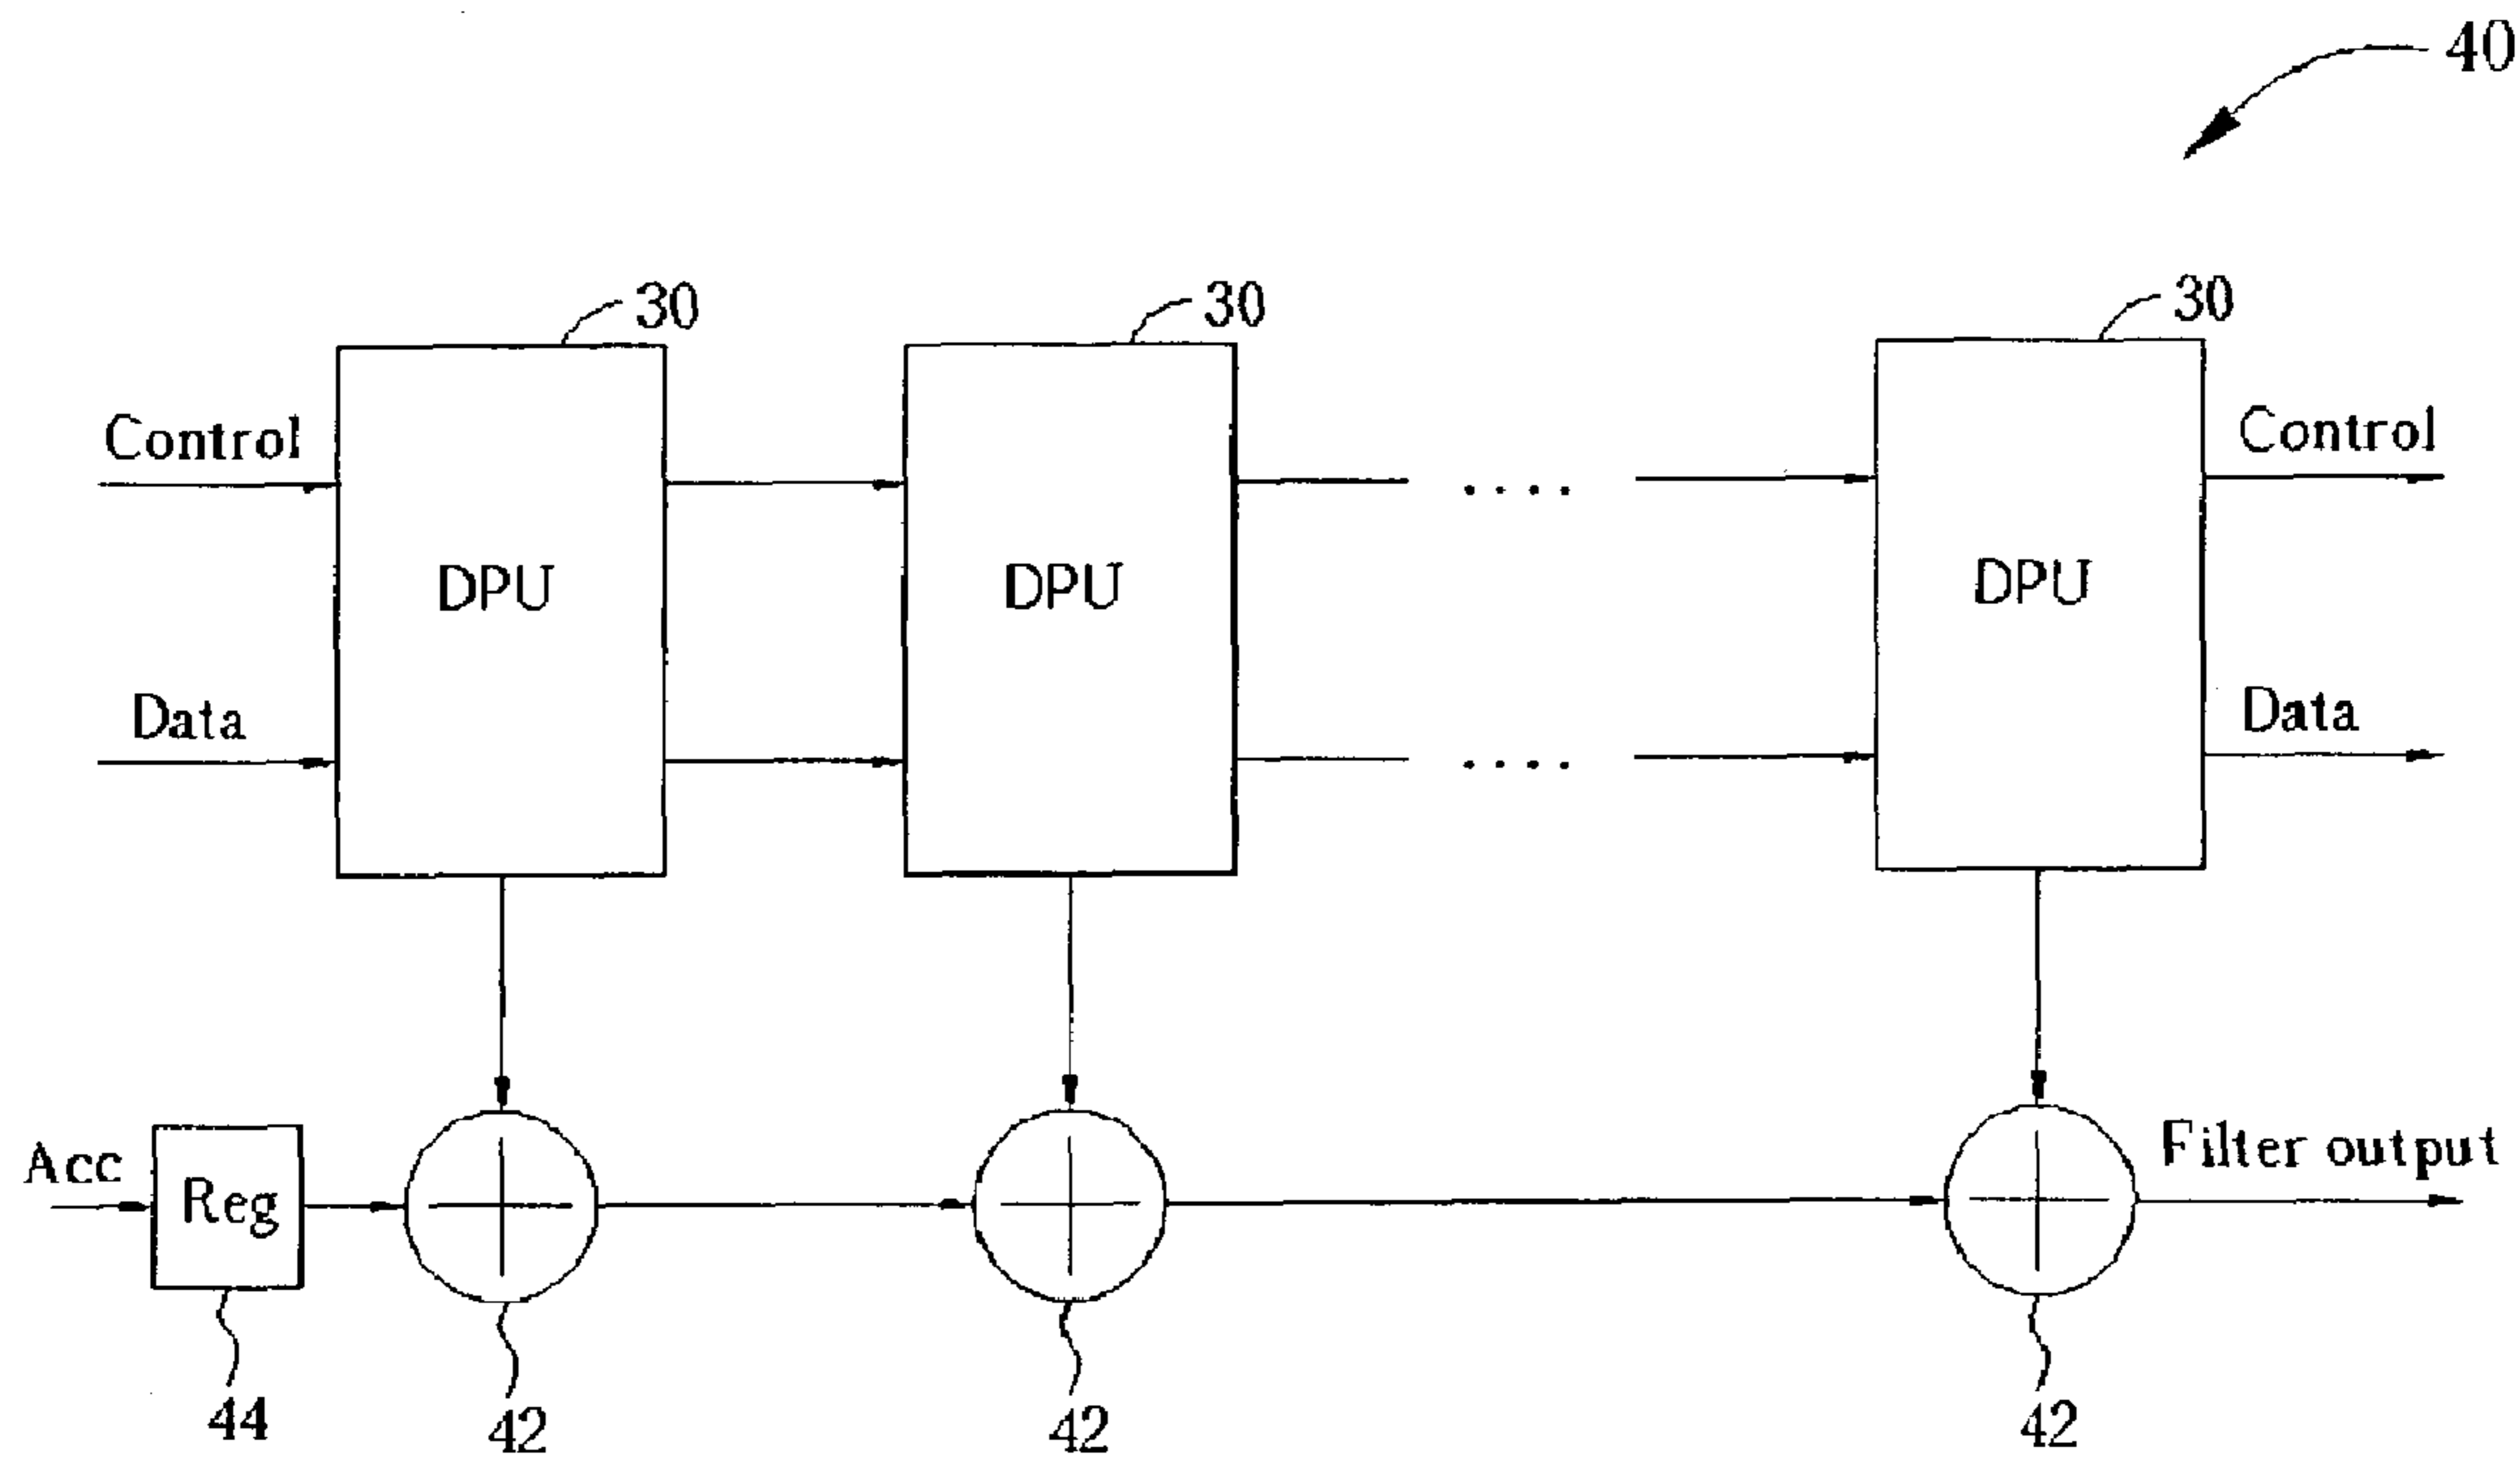 40
30
30
30
Control
Control
DPU
DPU
DPU
Data
Data
Acc
Reg
Filter output
44
42
42
42